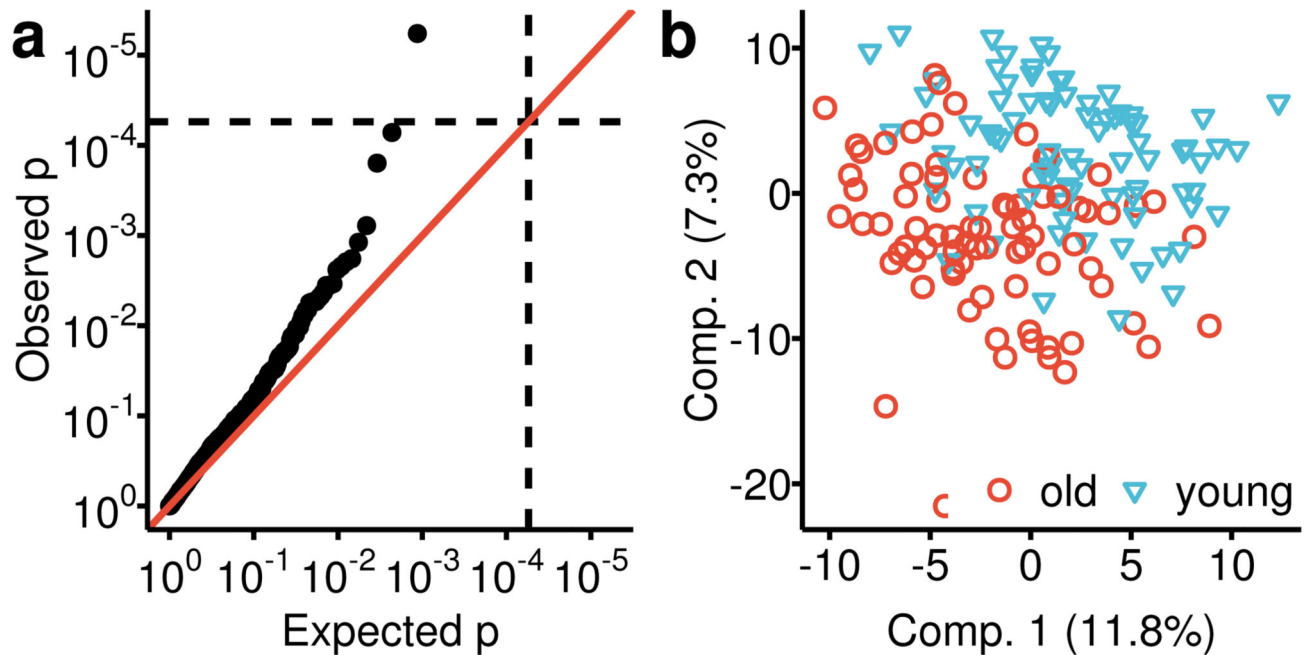 a
Observed p
10^-5
10^-4
10^-3
10^-2
10^-1
10^0
10^0 10^-1 10^-2 10^-3 10^-4 10^-5
Expected p
b
Comp. 2 (7.3%)
10
0
-10
-20
old young
-10 -5 0 5 10
Comp. 1 (11.8%)